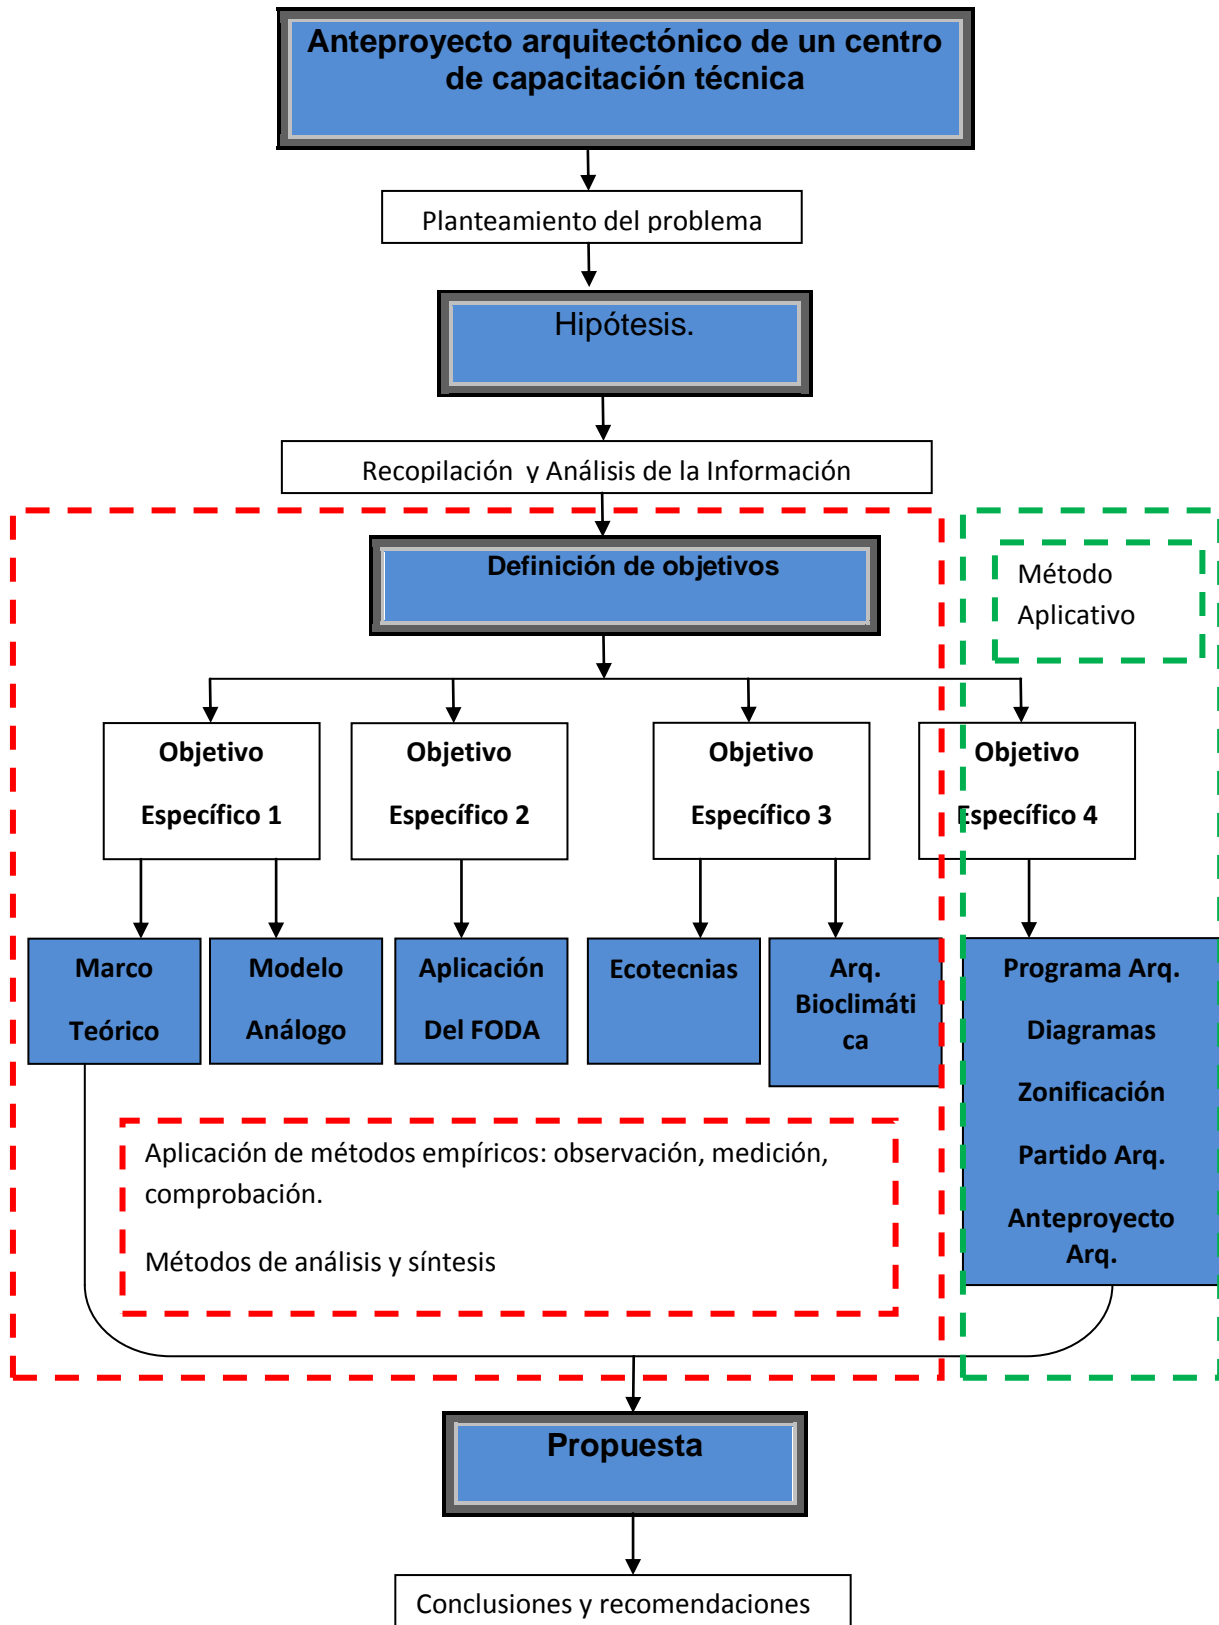 Anteproyecto arquitectónico de un centro
de capacitación técnica
Planteamiento del problema
Hipótesis.
Recopilación y Análisis de la Información
Definición de objetivos
Método
Aplicativo
Objetivo
Específico 1
Objetivo
Específico 2
Objetivo
Específico 3
Objetivo
Específico 4
Marco
Teórico
Modelo
Análogo
Aplicación
Del FODA
Ecotecnias
Arq.
Bioclimáti
ca
Programa Arq.
Diagramas
Zonificación
Partido Arq.
Anteproyecto
Arq.
Aplicación de métodos empíricos: observación, medición,
comprobación.
Métodos de análisis y síntesis
Propuesta
Conclusiones y recomendaciones